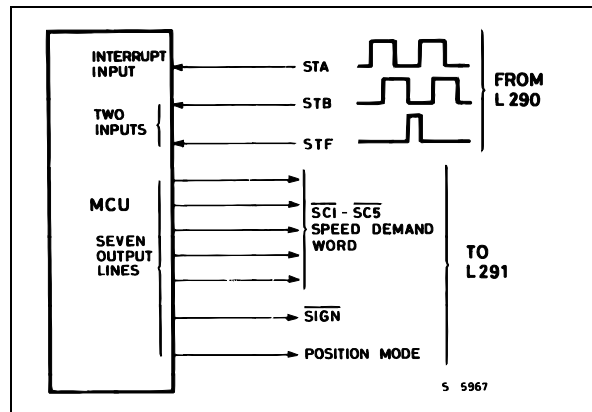 INTERRUPT
INPUT
STA
TWO
INPUTS
STB
STF
FROM
L 290
MCU
SEVEN
OUTPUT
LINES
SC1 - SC5
SPEED DEMAND
WORD
SIGN
POSITION MODE
TO
L 291
S 5967